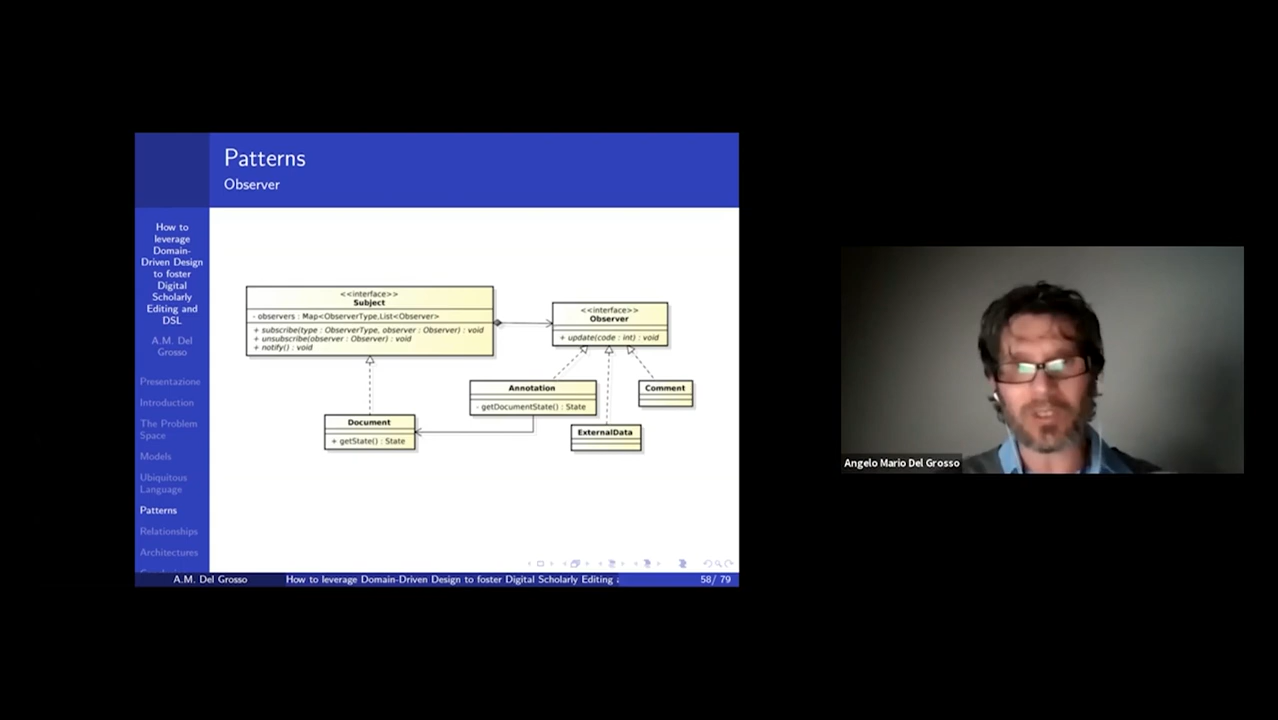 Patterns
Observer
How to
leverage
Domain-
Driven Design
to foster
Digital
Scholarly
Editing and
DSL
A.M. Del
Grosso
Presentazione
Introduction
The Problem
Space
Models
Ubiquitous
Language
Patterns
Relationships
Architectures
<<interface>>
Subject
- observers : Map<ObserverType,List<Observer>
+ subscribe(type : ObserverType, observer : Observer) : void
+ unsubscribe(observer : Observer) : void
+ notify() : void
<<interface>>
Observer
+ update(code : int) : void
Annotation
- getDocumentState() : State
Comment
Document
+ getState() : State
ExternalData
A.M. Del Grosso
How to leverage Domain-Driven Design to foster Digital Scholarly Editing a
58/ 79
Angelo Mario Del Grosso